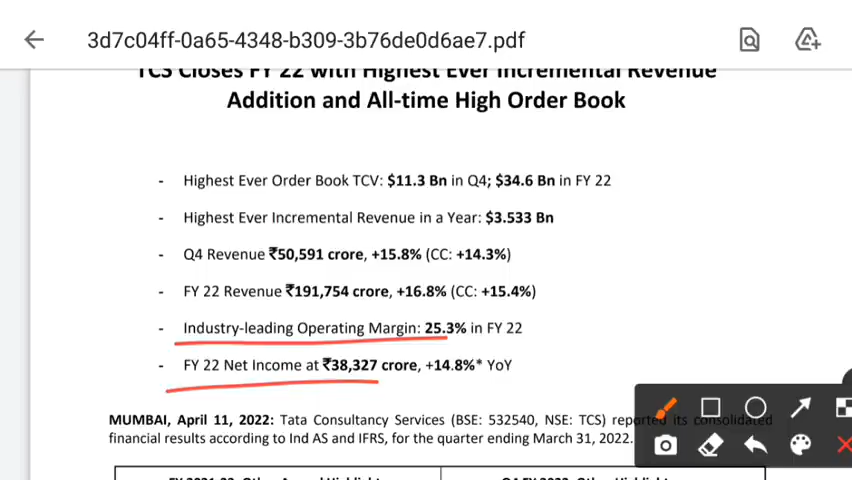 3d7c04ff-0a65-4348-b309-3b76de0d6ae7.pdf
TCS Closes FY 22 with Highest Ever Incremental Revenue
Addition and All-time High Order Book
- Highest Ever Order Book TCV: $11.3 Bn in Q4; $34.6 Bn in FY 22
- Highest Ever Incremental Revenue in a Year: $3.533 Bn
- Q4 Revenue ₹50,591 crore, +15.8% (CC: +14.3%)
- FY 22 Revenue ₹191,754 crore, +16.8% (CC: +15.4%)
- Industry-leading Operating Margin: 25.3% in FY 22
- FY 22 Net Income at ₹38,327 crore, +14.8%* YoY
MUMBAI, April 11, 2022: Tata Consultancy Services (BSE: 532540, NSE: TCS) reported its consolidated
financial results according to Ind AS and IFRS, for the quarter ending March 31, 2022.